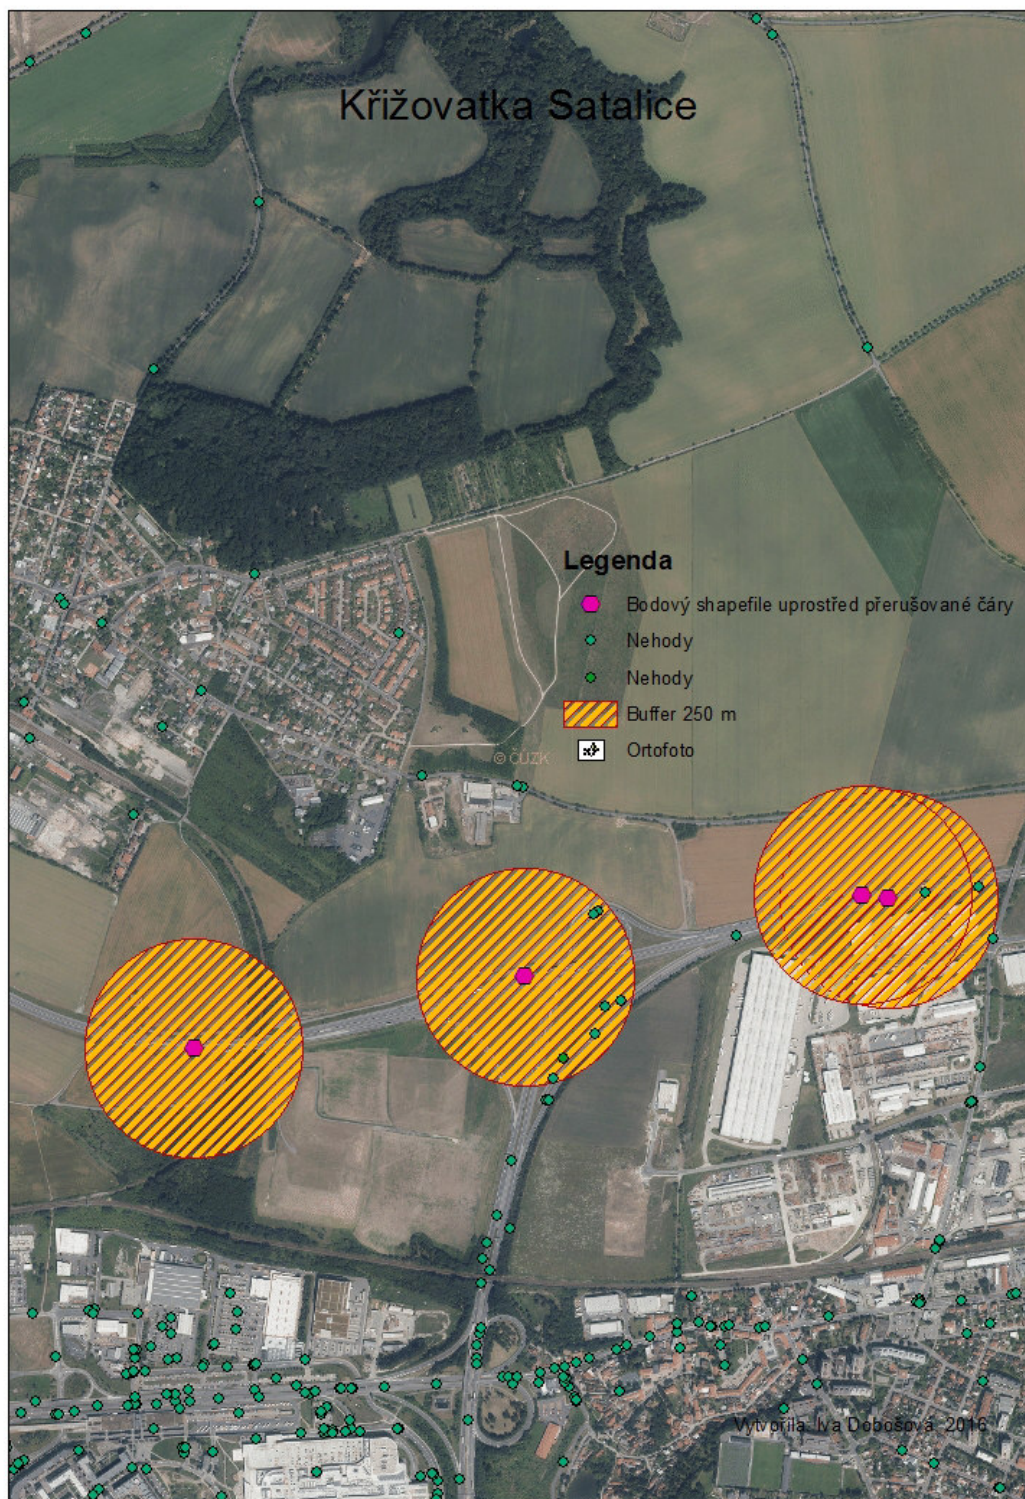 Křižovatka Satalice
Legenda
Bodový shapefile uprostřed přerušované čáry
Nehody
Nehody
Buffer 250 m
Ortofoto
© ČÚZK
Vytvořila: Iva Dobošová, 2016